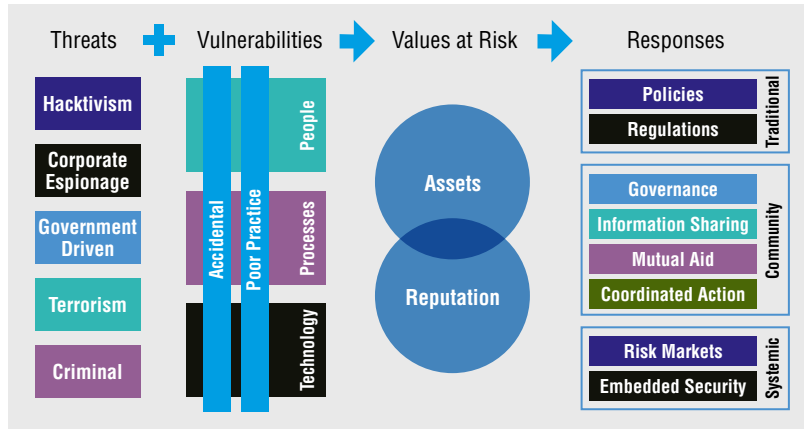 Threats
Vulnerabilities
Values at Risk
Responses
Hacktivism
Corporate
Espionage
Government
Driven
Terrorism
Criminal
Accidental
Poor Practice
People
Processes
Technology
Assets
Reputation
Policies
Regulations
Traditional
Governance
Information Sharing
Mutual Aid
Coordinated Action
Community
Risk Markets
Embedded Security
Systemic